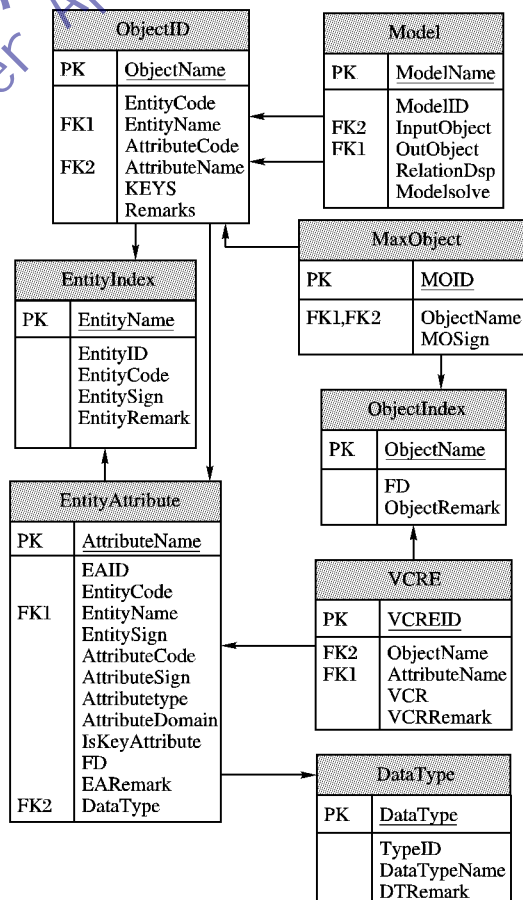 ObjectID
PK ObjectName
EntityCode
FK1 EntityName
AttributeCode
FK2 AttributeName
KEYS
Remarks
Model
PK ModelName
ModelID
FK2 InputObject
FK1 OutObject
RelationDsp
Modelsolve
MaxObject
PK MOID
FK1,FK2 ObjectName
MOSign
EntityIndex
PK EntityName
EntityID
EntityCode
EntitySign
EntityRemark
ObjectIndex
PK ObjectName
FD
ObjectRemark
EntityAttribute
PK AttributeName
EAID
EntityCode
FK1 EntityName
EntitySign
AttributeCode
AttributeSign
Attributetype
AttributeDomain
IsKeyAttribute
FD
EARemark
FK2 DataType
VCRE
PK VCREID
FK2 ObjectName
FK1 AttributeName
VCR
VCRRemark
DataType
PK DataType
TypeID
DataTypeName
DTRemark